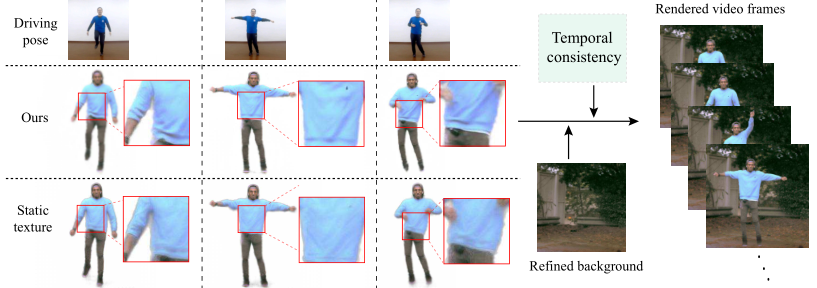 Driving
pose
Ours
Static
texture
Temporal
consistency
Refined background
Rendered video frames